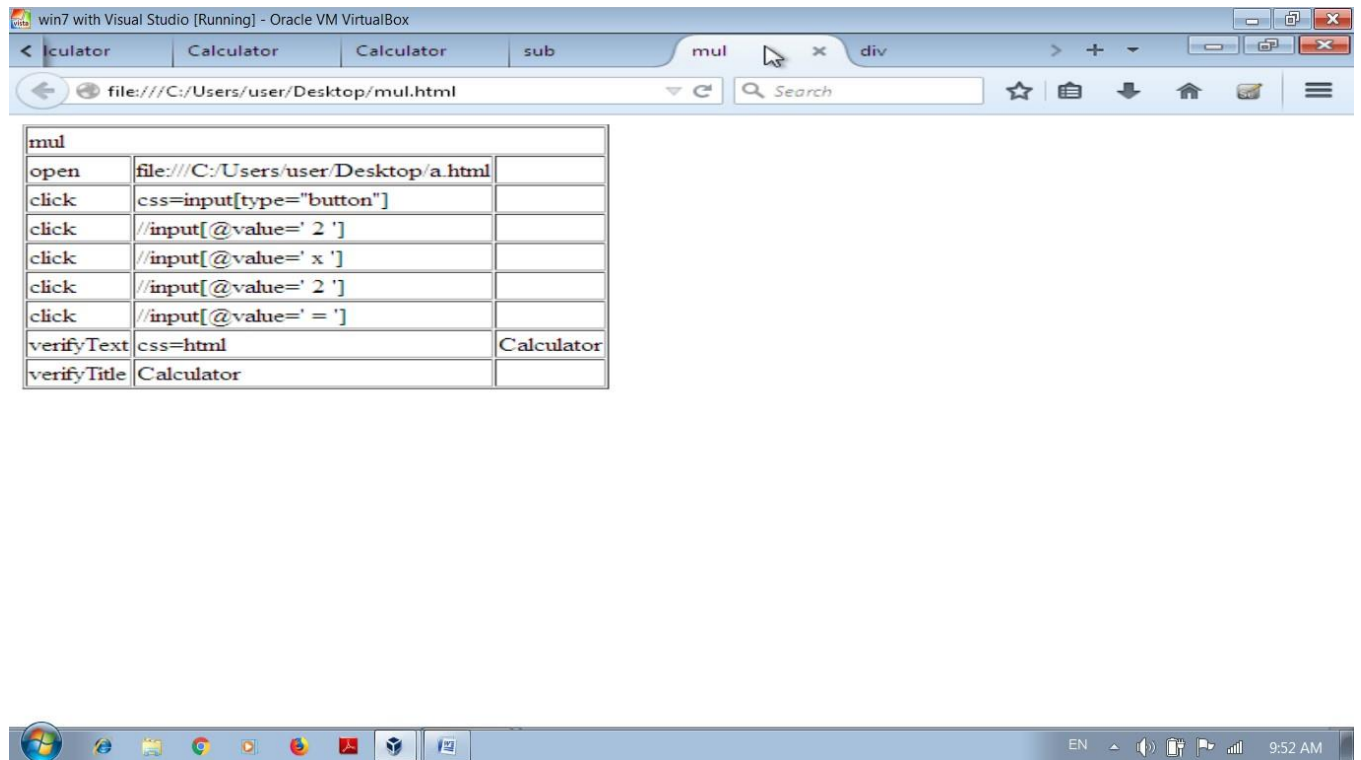 win7 with Visual Studio [Running] - Oracle VM VirtualBox
lculator Calculator Calculator sub mul div
file:///C:/Users/user/Desktop/mul.html Search
mul
open file:///C:/Users/user/Desktop/a.html
click css=input[type="button"]
click //input[@value=' 2 ']
click //input[@value=' x ']
click //input[@value=' 2 ']
click //input[@value=' = ']
verifyText css=html Calculator
verifyTitle Calculator
EN 9:52 AM